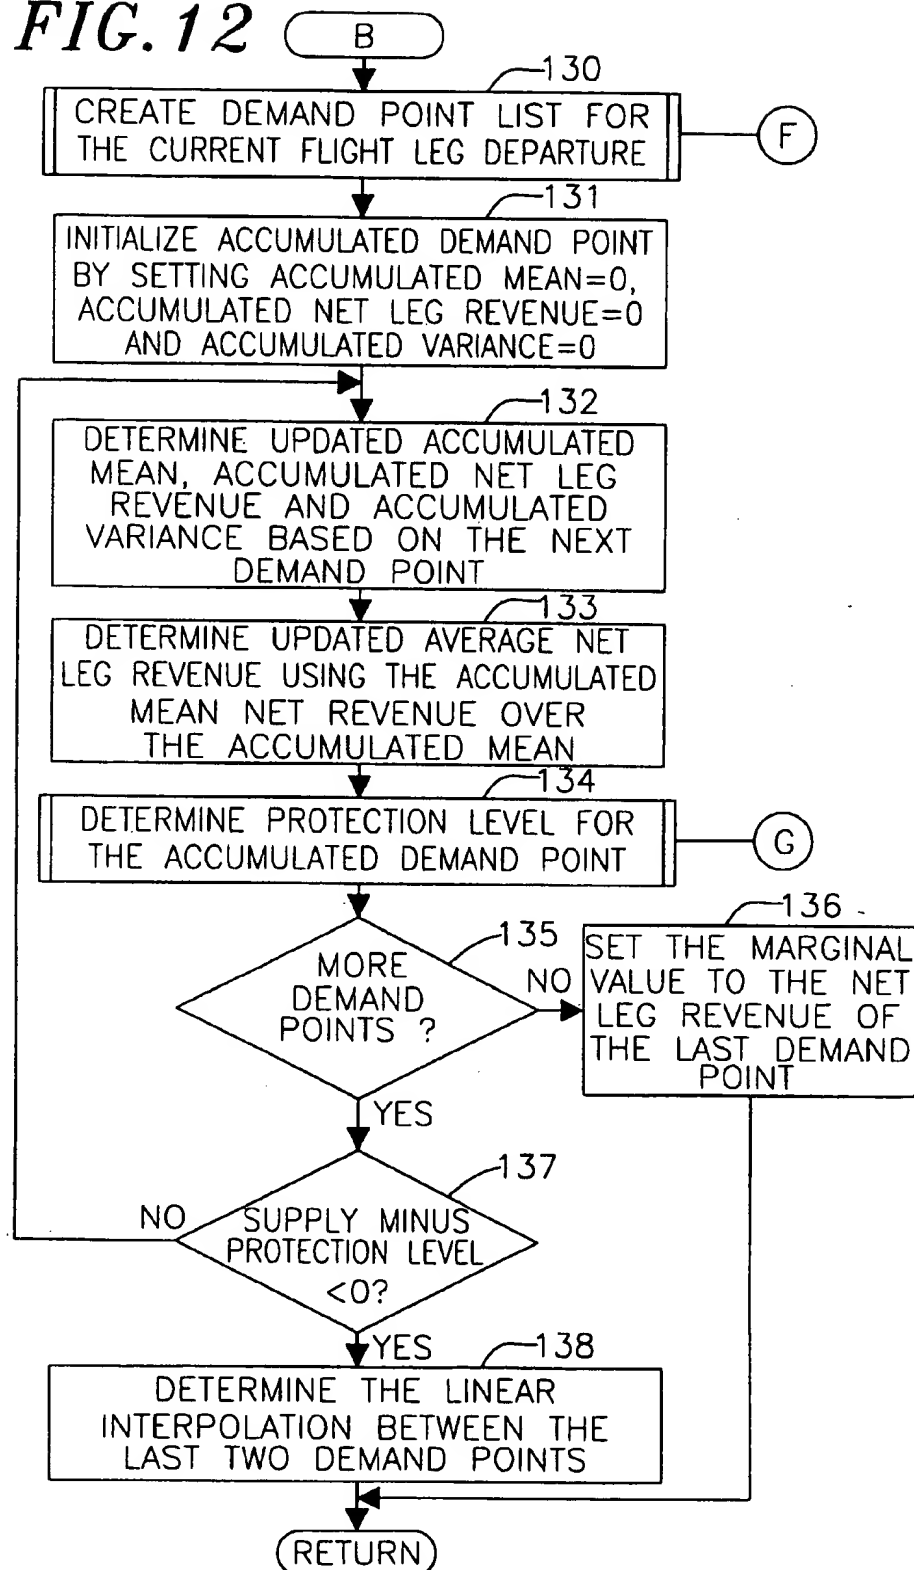 FIG. 12
B
130
CREATE DEMAND POINT LIST FOR
THE CURRENT FLIGHT LEG DEPARTURE
F
131
INITIALIZE ACCUMULATED DEMAND POINT
BY SETTING ACCUMULATED MEAN=0,
ACCUMULATED NET LEG REVENUE=0
AND ACCUMULATED VARIANCE=0
132
DETERMINE UPDATED ACCUMULATED
MEAN, ACCUMULATED NET LEG
REVENUE AND ACCUMULATED
VARIANCE BASED ON THE NEXT
DEMAND POINT
133
DETERMINE UPDATED AVERAGE NET
LEG REVENUE USING THE ACCUMULATED
MEAN NET REVENUE OVER
THE ACCUMULATED MEAN
134
DETERMINE PROTECTION LEVEL FOR
THE ACCUMULATED DEMAND POINT
G
135
MORE
DEMAND
POINTS ?
NO
136
SET THE MARGINAL
VALUE TO THE NET
LEG REVENUE OF
THE LAST DEMAND
POINT
YES
137
SUPPLY MINUS
PROTECTION LEVEL
<0?
NO
YES
138
DETERMINE THE LINEAR
INTERPOLATION BETWEEN THE
LAST TWO DEMAND POINTS
RETURN